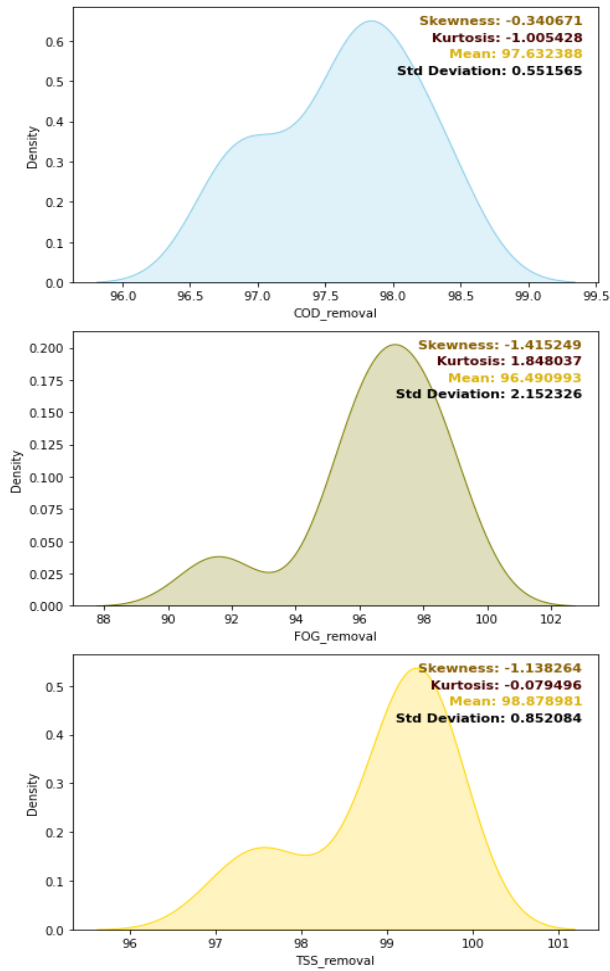 Skewness: -0.340671
Kurtosis: -1.005428
Mean: 97.632388
Std Deviation: 0.551565
0.6
0.5
0.4
0.3
0.2
0.1
0.0
Density
96.0 96.5 97.0 97.5 98.0 98.5 99.0 99.5
COD_removal
Skewness: -1.415249
Kurtosis: 1.848037
Mean: 96.490993
Std Deviation: 2.152326
0.200
0.175
0.150
0.125
0.100
0.075
0.050
0.025
0.000
Density
88 90 92 94 96 98 100 102
FOG_removal
Skewness: -1.138264
Kurtosis: -0.079496
Mean: 98.878981
Std Deviation: 0.852084
0.5
0.4
0.3
0.2
0.1
0.0
Density
96 97 98 99 100 101
TSS_removal